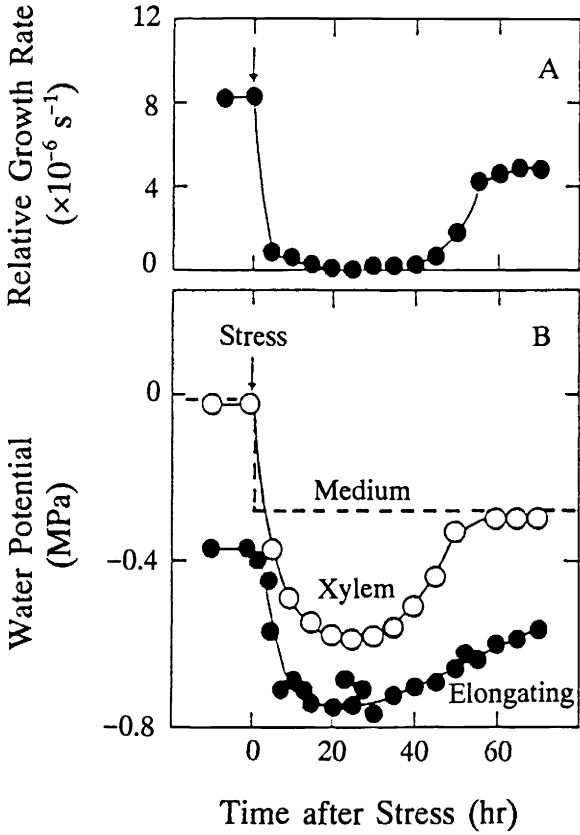 Relative Growth Rate
(×10⁻⁶ s⁻¹)
12
8
4
0
A
Water Potential
(MPa)
0
−0.4
−0.8
Stress
B
Medium
Xylem
Elongating
0 20 40 60
Time after Stress (hr)